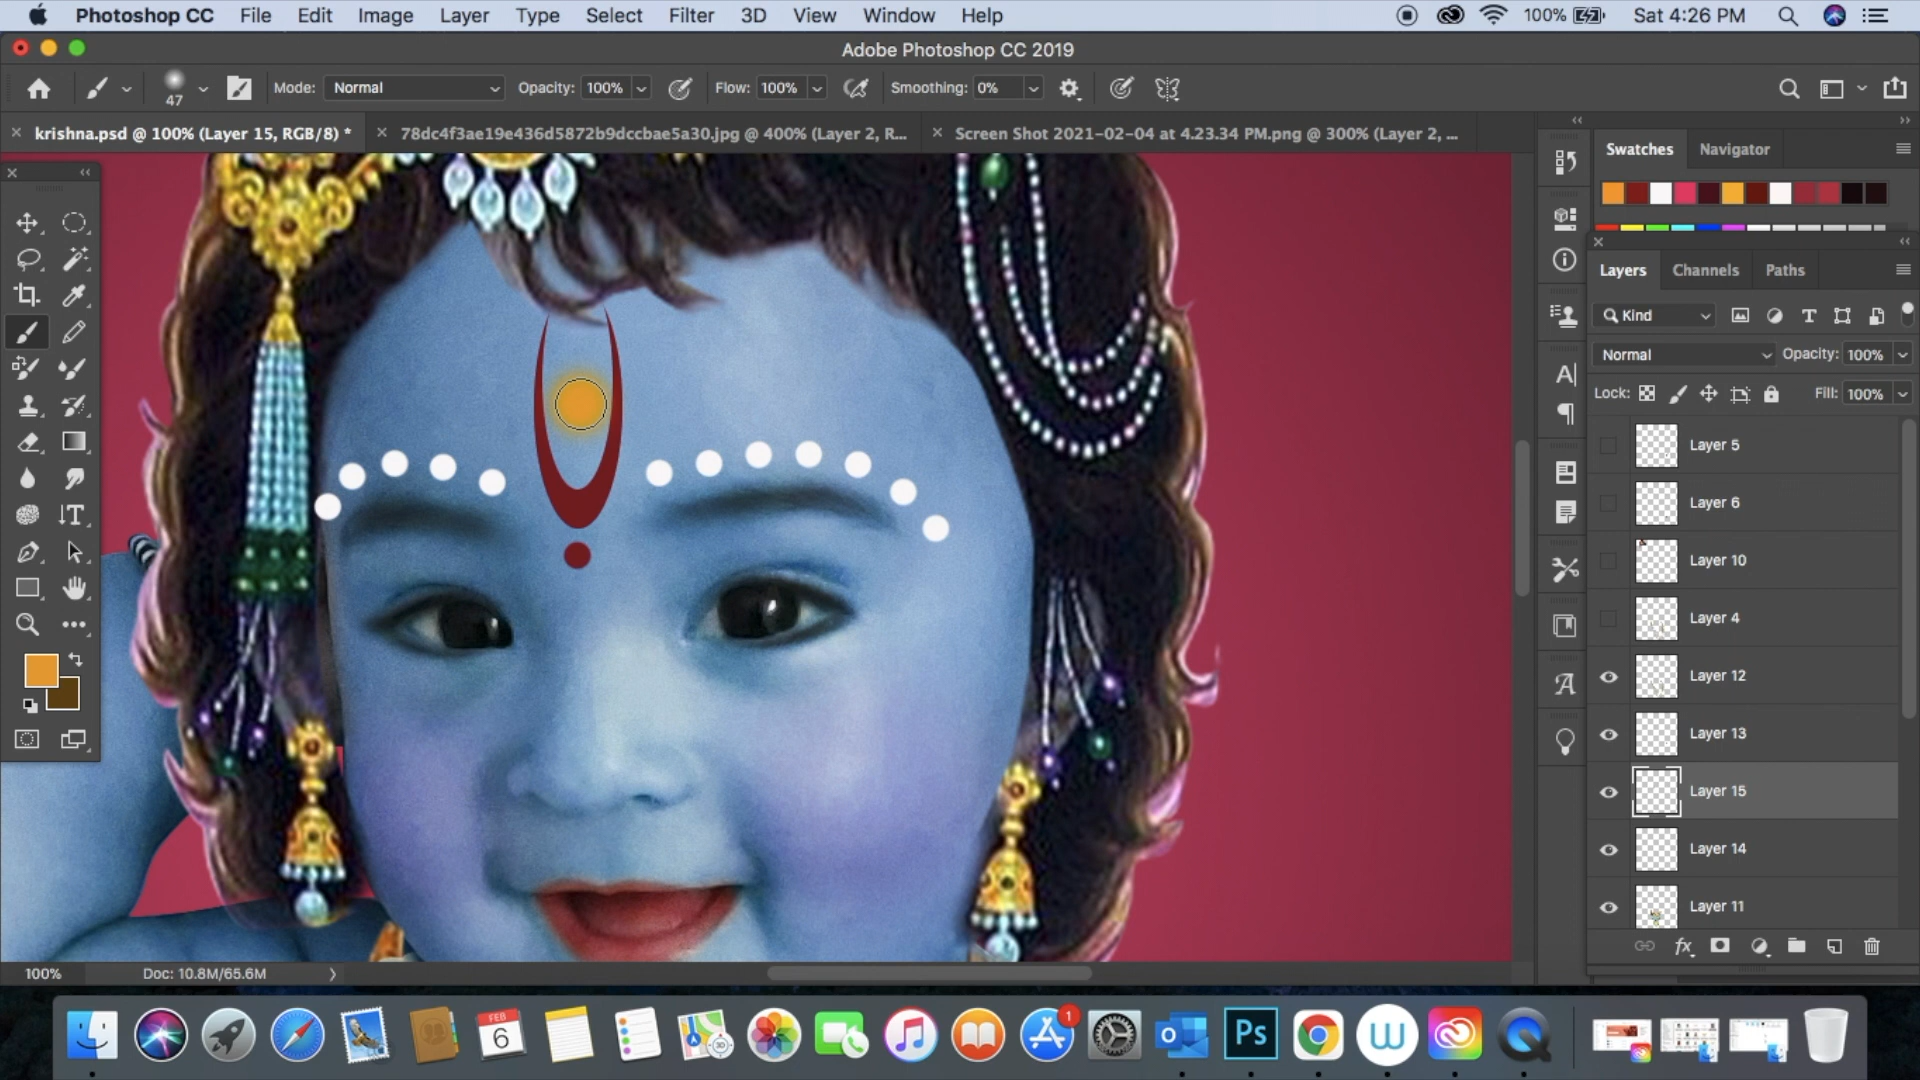 Photoshop CC File Edit Image Layer Type Select Filter 3D View Window Help 100% Sat 4:26 PM
Adobe Photoshop CC 2019
47 Mode: Normal Opacity: 100% Flow: 100% Smoothing: 0%
krishna.psd @ 100% (Layer 15, RGB/8) * 78dc4f3ae19e436d5872b9dccbae5a30.jpg @ 400% (Layer 2, R... Screen Shot 2021-02-04 at 4.23.34 PM.png @ 300% (Layer 2, ...
Swatches Navigator
Layers Channels Paths
Kind
Normal Opacity: 100%
Lock: Fill: 100%
Layer 5
Layer 6
Layer 10
Layer 4
Layer 12
Layer 13
Layer 15
Layer 14
Layer 11
100% Doc: 10.8M/65.6M
FEB
6
1
Ps